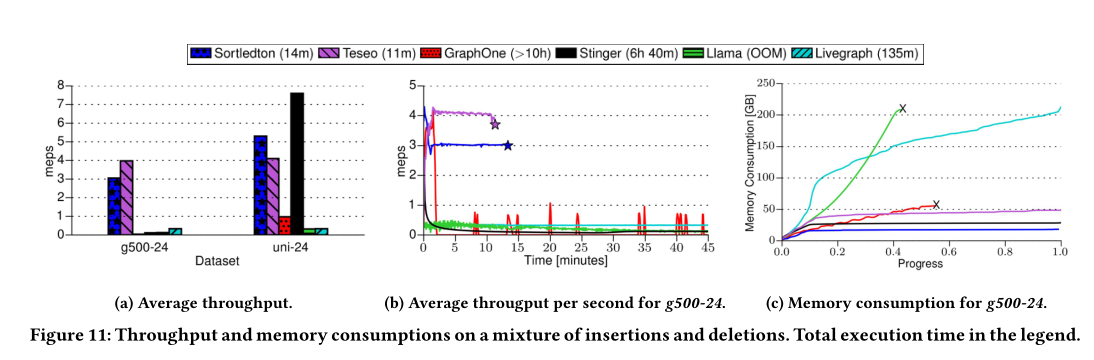 Sortledton (14m) Teseo (11m) GraphOne (>10h) Stinger (6h 40m) Llama (OOM) Livegraph (135m)
8
7
6
5
4
3
2
1
0
meps
g500-24 uni-24
Dataset
5
4
3
2
1
0
meps
0 5 10 15 20 25 30 35 40 45
Time [minutes]
250
200
150
100
50
0
Memory Consumption [GB]
X
X
0.0 0.2 0.4 0.6 0.8 1.0
Progress
(a) Average throughput.
(b) Average througput per second for g500-24.
(c) Memory consumption for g500-24.
Figure 11: Throughput and memory consumptions on a mixture of insertions and deletions. Total execution time in the legend.